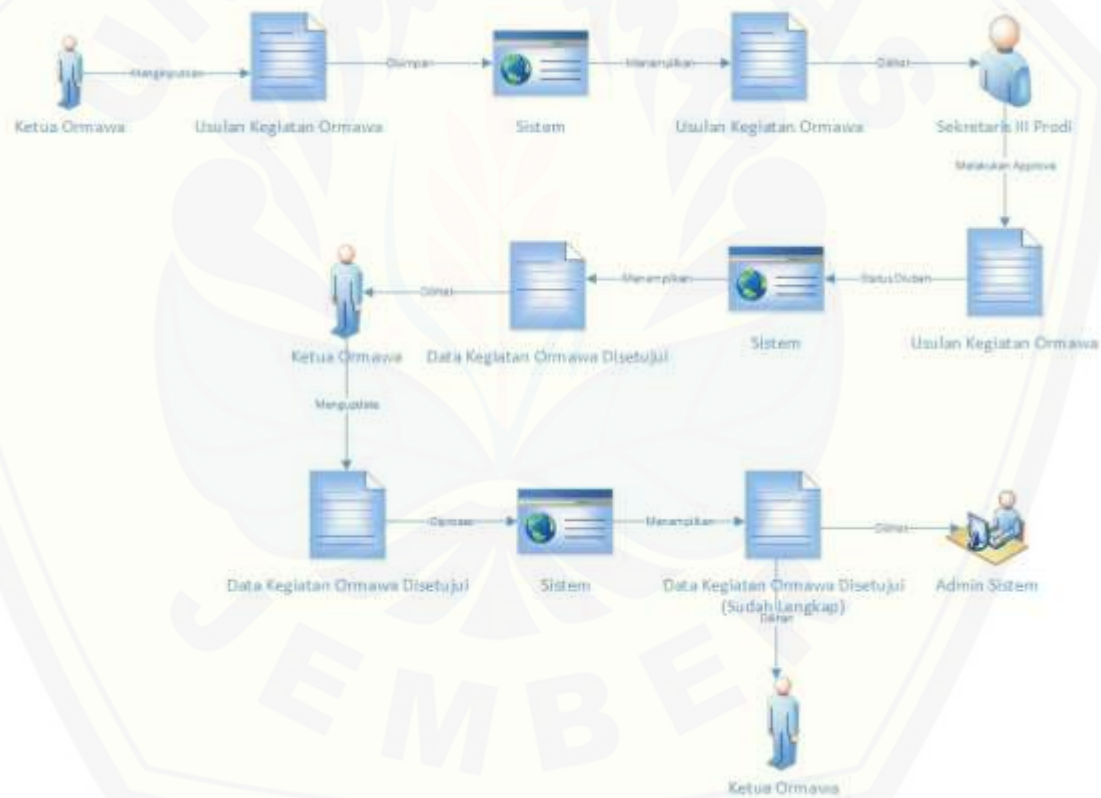 Menginputkan
Disimpan
Menampilkan
Dilihat
Ketua Ormawa
Usulan Kegiatan Ormawa
Sistem
Usulan Kegiatan Ormawa
Sekretaris III Prodi
Melakukan Approval
Dilihat
Menampilkan
Status Diubah
Ketua Ormawa
Data Kegiatan Ormawa Disetujui
Sistem
Usulan Kegiatan Ormawa
Mengupdate
Diproses
Menampilkan
Dilihat
Data Kegiatan Ormawa Disetujui
Sistem
Data Kegiatan Ormawa Disetujui
(Sudah Lengkap)
Admin Sistem
Dilihat
Ketua Ormawa
JEMBER